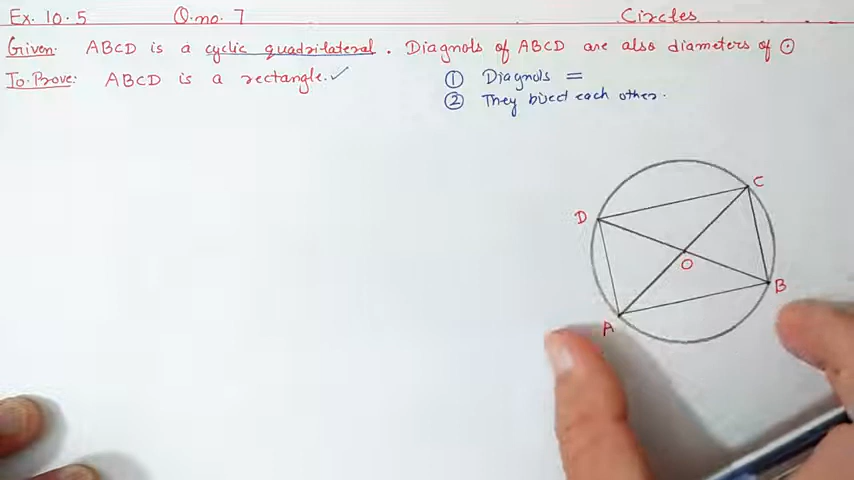 Ex. 10.5 Q.no. 7 Circles
Given: ABCD is a cyclic quadrilateral. Diagnols of ABCD are also diameters of ⊙
To Prove: ABCD is a rectangle. ✓
① Diagnols =
② They bisect each other.
C
D
O
B
A